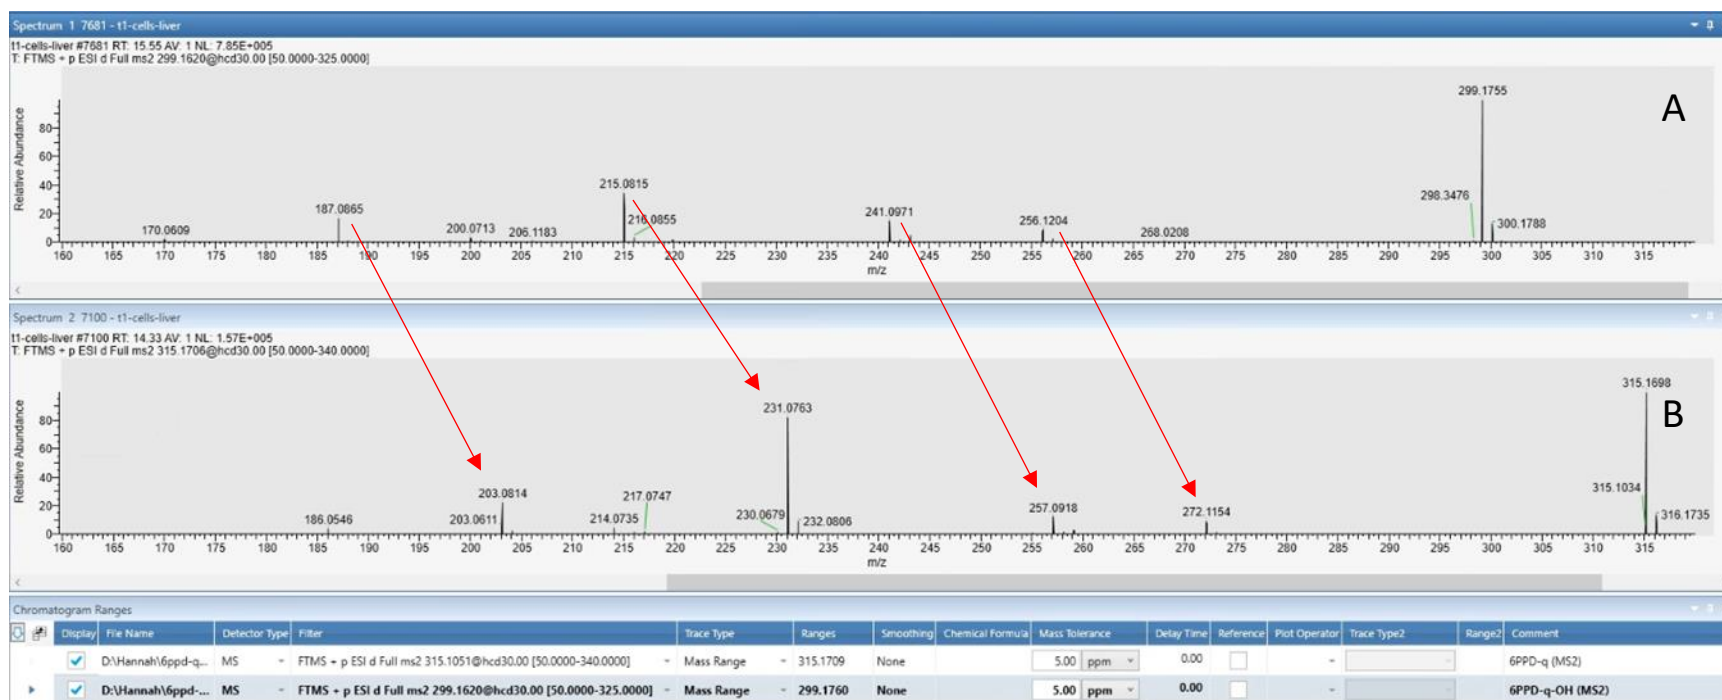 Spectrum 1 7681 - t1-cells-liver
t1-cells-liver #7681 RT: 15.55 AV: 1 NL: 7.85E+005
T: FTMS + p ESI d Full ms2 299.1620@hcd30.00 [50.0000-325.0000]
A
299.1755
215.0815
187.0865
298.3476
216.0855
241.0971
256.1204
300.1788
170.0609
200.0713
206.1183
268.0208
Relative Abundance
80
60
40
20
0
160 165 170 175 180 185 190 195 200 205 210 215 220 225 230 235 240 245 250 255 260 265 270 275 280 285 290 295 300 305 310 315
m/z
Spectrum 2 7100 - t1-cells-liver
t1-cells-liver #7100 RT: 14.33 AV: 1 NL: 1.57E+005
T: FTMS + p ESI d Full ms2 315.1706@hcd30.00 [50.0000-340.0000]
B
315.1698
231.0763
203.0814
217.0747
315.1034
257.0918
272.1154
230.0679
186.0546
203.0611
214.0735
232.0806
316.1735
Relative Abundance
80
60
40
20
0
160 165 170 175 180 185 190 195 200 205 210 215 220 225 230 235 240 245 250 255 260 265 270 275 280 285 290 295 300 305 310 315
m/z
Chromatogram Ranges
Display File Name Detector Type Filter Trace Type Ranges Smoothing Chemical Formula Mass Tolerance Delay Time Reference Plot Operator Trace Type2 Range2 Comment
D:\Hannah\6ppd-q... MS FTMS + p ESI d Full ms2 315.1051@hcd30.00 [50.0000-340.0000] Mass Range 315.1709 None 5.00 ppm 0.00 6PPD-q (MS2)
D:\Hannah\6ppd-... MS FTMS + p ESI d Full ms2 299.1620@hcd30.00 [50.0000-325.0000] Mass Range 299.1760 None 5.00 ppm 0.00 6PPD-q-OH (MS2)